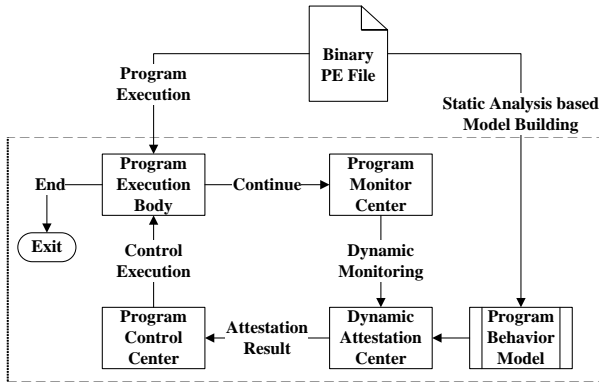 Binary
PE File
Program
Execution
Static Analysis based
Model Building
Program
Execution
Body
End
Continue
Program
Monitor
Center
Exit
Control
Execution
Dynamic
Monitoring
Program
Control
Center
Attestation
Result
Dynamic
Attestation
Center
Program
Behavior
Model